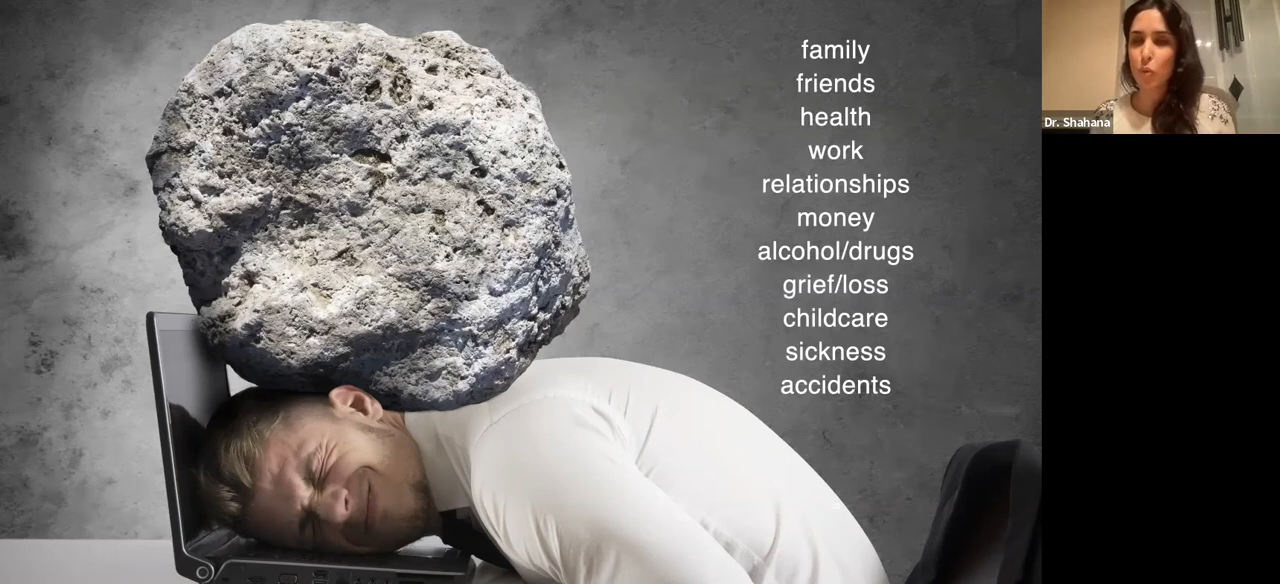 family
friends
health
work
relationships
money
alcohol/drugs
grief/loss
childcare
sickness
accidents
Dr. Shahana